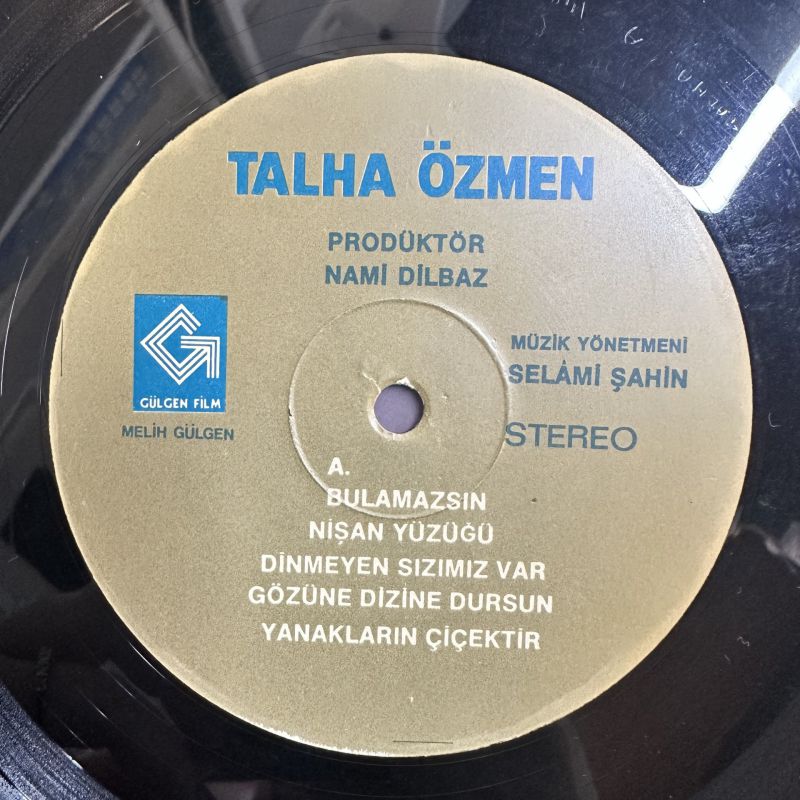 TALHA ÖZMEN
PRODÜKTÖR
NAMİ DİLBAZ
GÜLGEN FİLM
MELİH GÜLGEN
MÜZİK YÖNETMENİ
SELÂMİ ŞAHİN
STEREO
A.
BULAMAZSIN
NİŞAN YÜZÜĞÜ
DİNMEYEN SIZIMIZ VAR
GÖZÜNE DİZİNE DURSUN
YANAKLARIN ÇİÇEKTİR